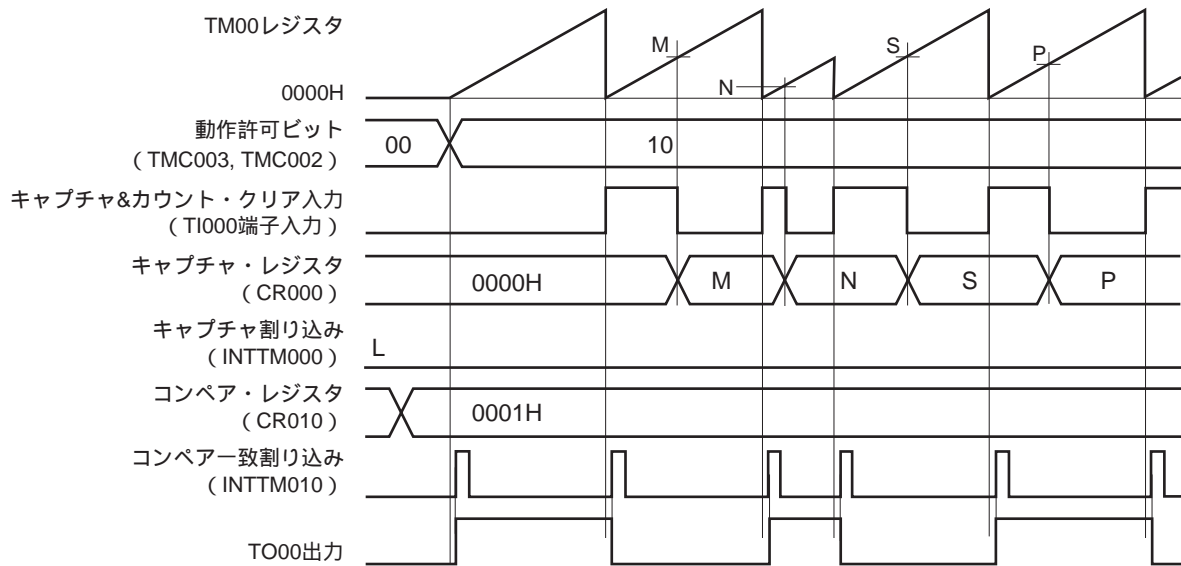 TM00レジスタ
M
S
P
N
0000H
動作許可ビット
00
10
（TMC003, TMC002）
キャプチャ&カウント・クリア入力
（TI000端子入力）
キャプチャ・レジスタ
（CR000）
0000H
M
N
S
P
キャプチャ割り込み
（INTTM000）
L
コンペア・レジスタ
（CR010）
0001H
コンペア一致割り込み
（INTTM010）
TO00出力